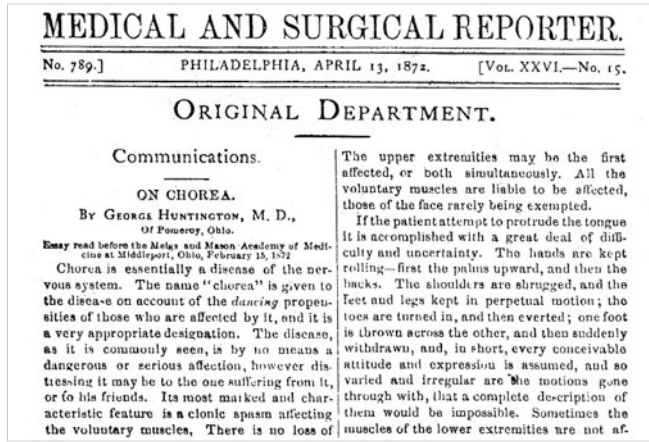 MEDICAL AND SURGICAL REPORTER.
No. 789.] PHILADELPHIA, APRIL 13, 1872. [VOL. XXVI.—No. 15.
ORIGINAL DEPARTMENT.
Communications.
ON CHOREA.
BY GEORGE HUNTINGTON, M. D.,
Of Pomeroy, Ohio.
Essay read before the Meigs and Mason Academy of Medi-
cine at Middleport, Ohio, February 15, 1872
Chorea is essentially a disease of the ner-
vous system. The name "chorea" is given to
the disease on account of the dancing propen-
sities of those who are affected by it, and it is
a very appropriate designation. The disease,
as it is commonly seen, is by no means a
dangerous or serious affection, however dis-
tressing it may be to the one suffering from it,
or to his friends. Its most marked and char-
acteristic feature is a clonic spasm affecting
the voluntary muscles, There is no loss of
The upper extremities may be the first
affected, or both simultaneously. All the
voluntary muscles are liable to be affected,
those of the face rarely being exempted.
If the patient attempt to protrude the tongue
it is accomplished with a great deal of diffi-
culty and uncertainty. The hands are kept
rolling—first the palms upward, and then the
backs. The shoulders are shrugged, and the
feet and legs kept in perpetual motion; the
toes are turned in, and then everted; one foot
is thrown across the other, and then suddenly
withdrawn, and, in short, every conceivable
attitude and expression is assumed, and so
varied and irregular are the motions gone
through with, that a complete description of
them would be impossible. Sometimes the
muscles of the lower extremities are not af-